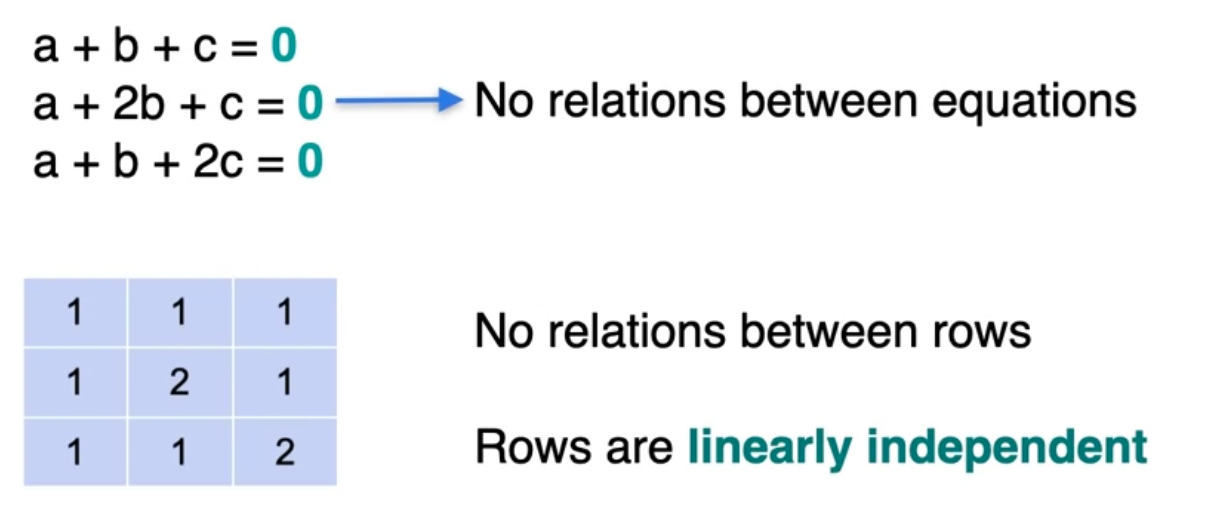 a + b + c = 0
a + 2b + c = 0
No relations between equations
a + b + 2c = 0
1 1 1
1 2 1
1 1 2
No relations between rows
Rows are linearly independent